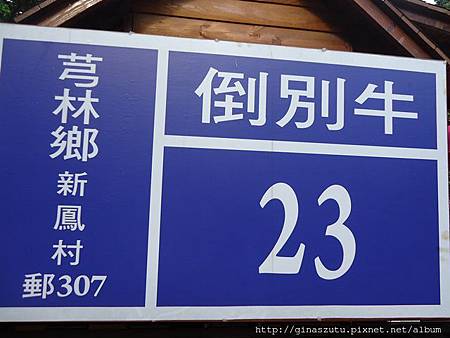 芎林鄉
新鳳村
郵307
倒別牛
23
http://ginaszutu.pixnet.net/album